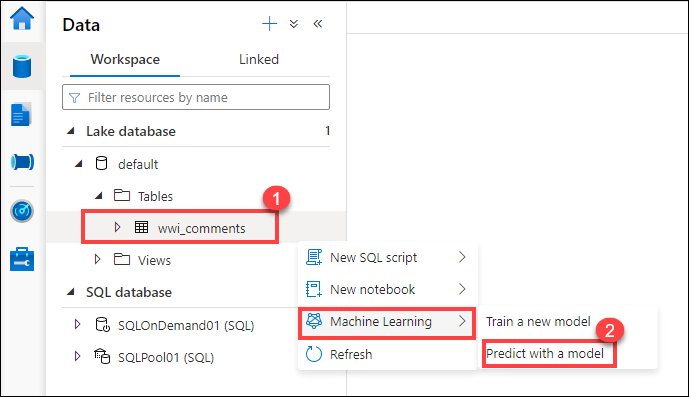 Data
Workspace
Linked
Filter resources by name
Lake database 1
default
Tables
1
wwi_comments
Views
SQL database
SQLOnDemand01 (SQL)
SQLPool01 (SQL)
New SQL script
New notebook
Machine Learning
Refresh
Train a new model
2
Predict with a model